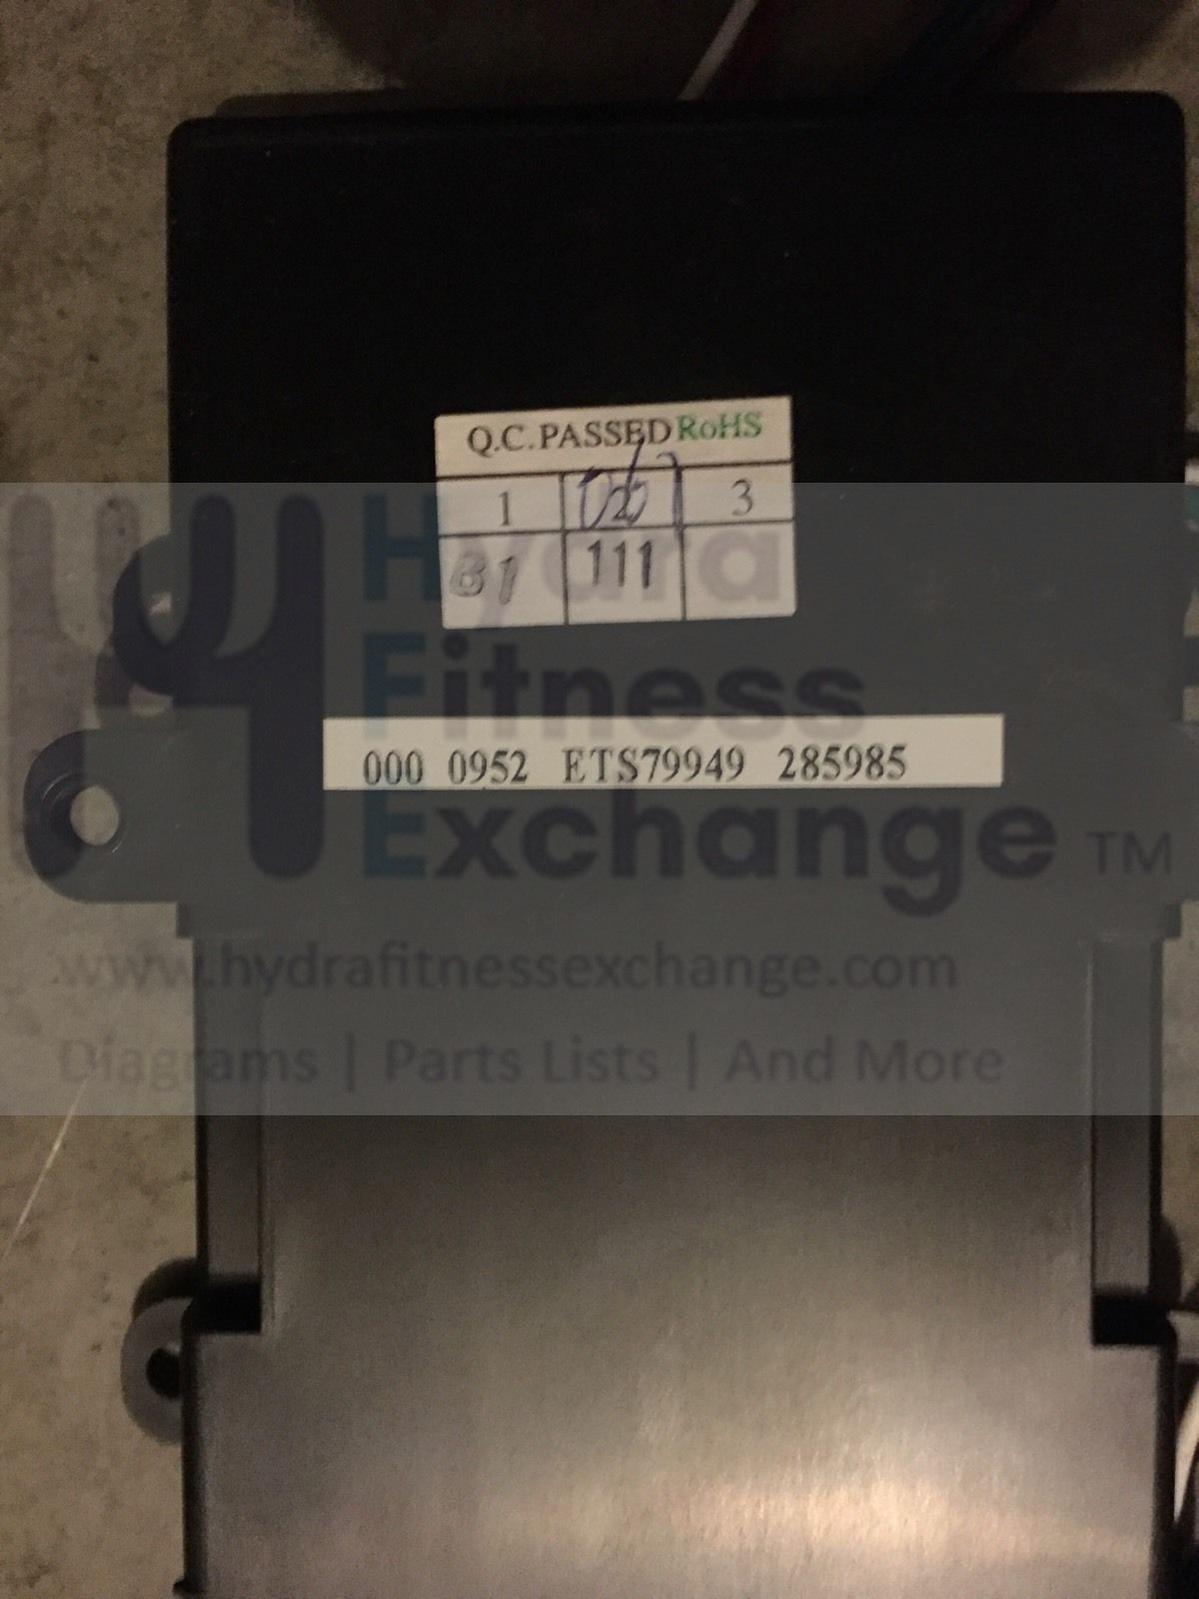 Q.C.PASSED RoHS
1 2 3
B1 111
Hydra
Fitness
000 0952 ETS79949 285985
Exchange TM
www.hydrafitnessexchange.com
Diagrams | Parts Lists | And More